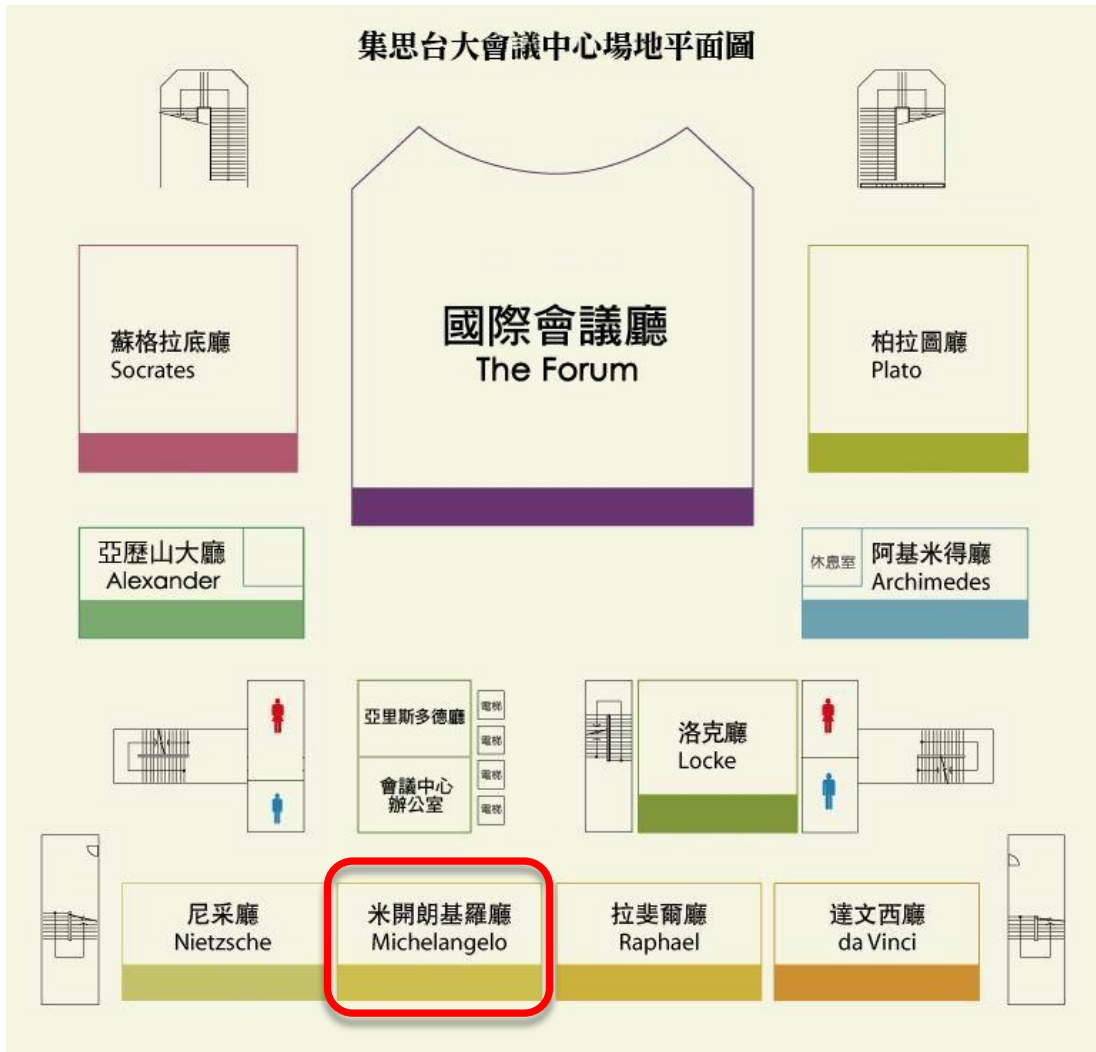 集思台大會議中心場地平面圖
國際會議廳
The Forum
蘇格拉底廳
Socrates
柏拉圖廳
Plato
亞歷山大廳
Alexander
休息室
阿基米得廳
Archimedes
亞里斯多德廳
會議中心
辦公室
電梯
電梯
電梯
電梯
洛克廳
Locke
尼采廳
Nietzsche
米開朗基羅廳
Michelangelo
拉斐爾廳
Raphael
達文西廳
da Vinci